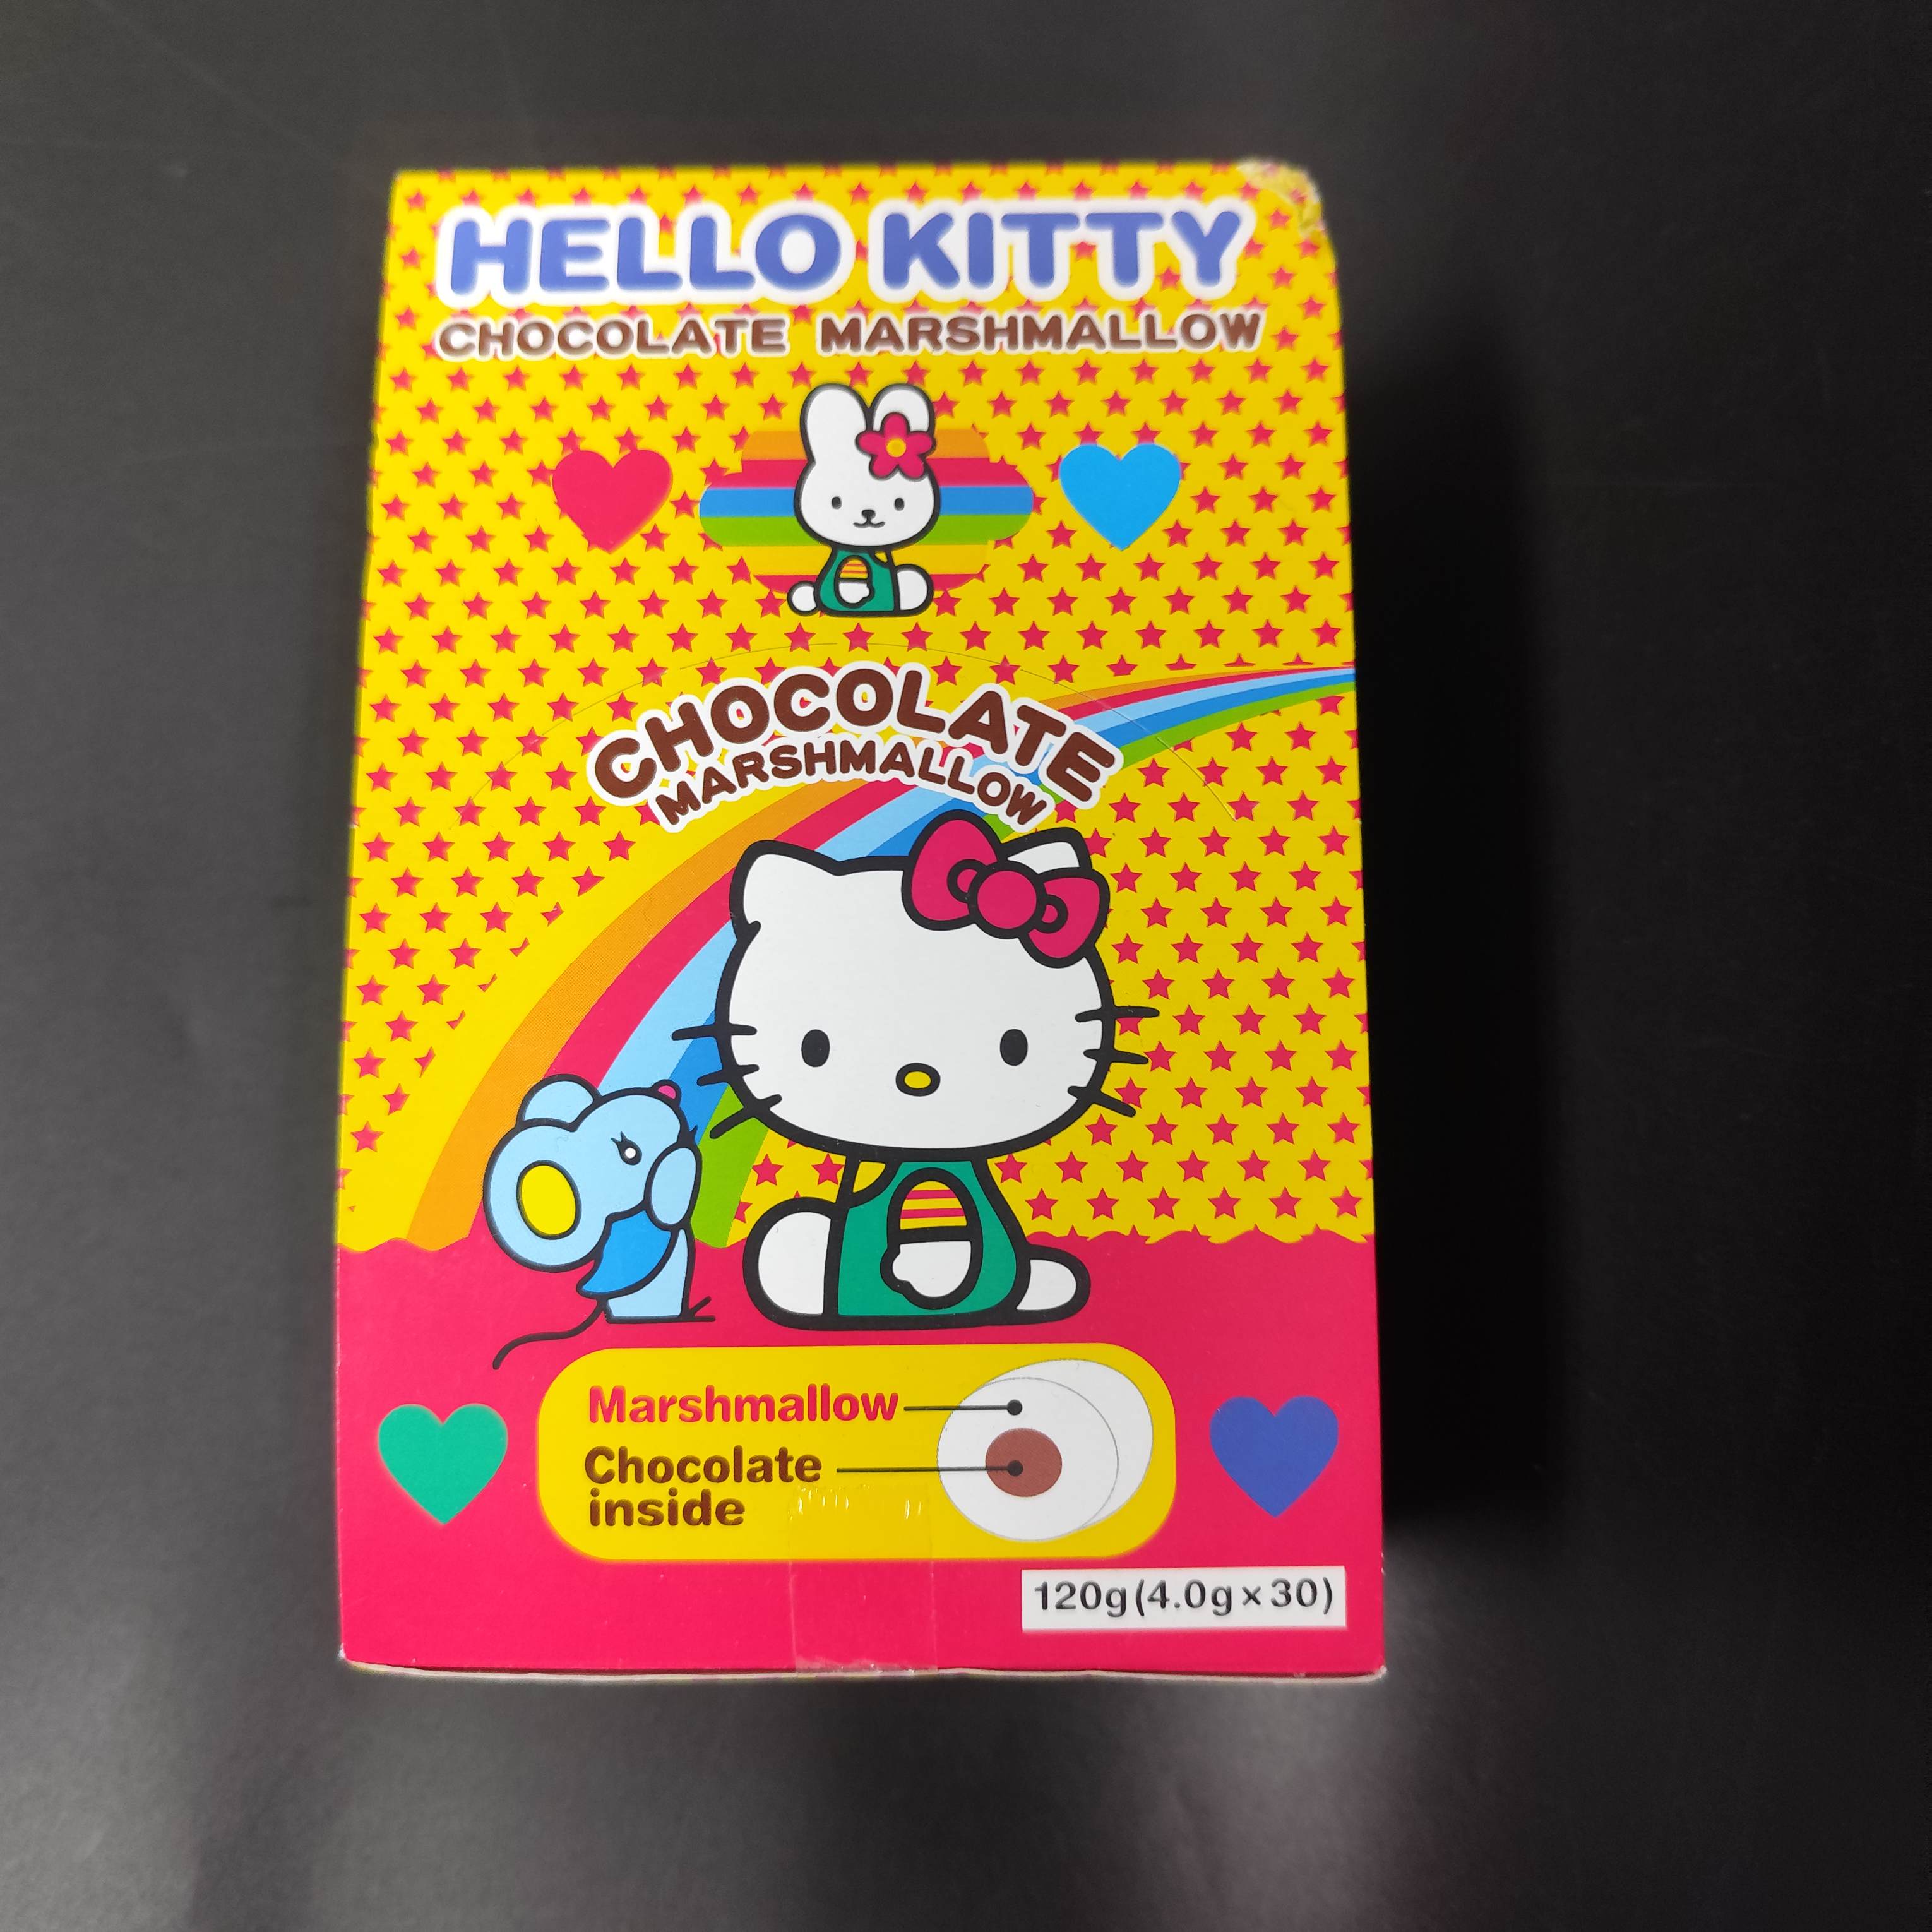 HELLO KITTY
CHOCOLATE MARSHMALLOW
CHOCOLATE
MARSHMALLOW
Marshmallow
Chocolate
inside
120g(4.0g×30)